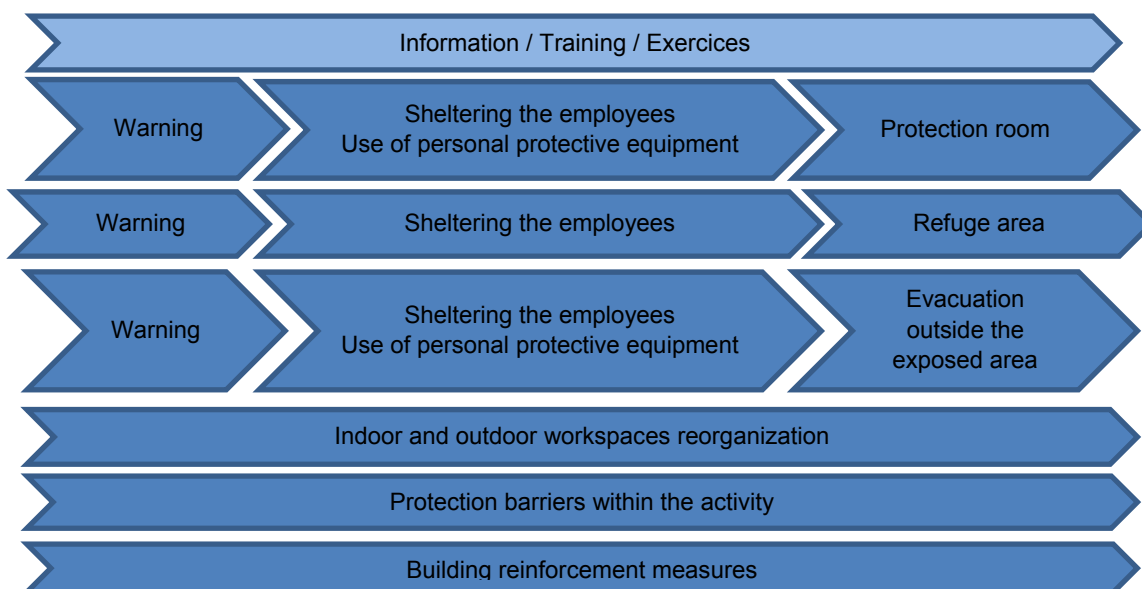 Information / Training / Exercices
Warning
Sheltering the employees
Use of personal protective equipment
Protection room
Warning
Sheltering the employees
Refuge area
Warning
Sheltering the employees
Use of personal protective equipment
Evacuation
outside the
exposed area
Indoor and outdoor workspaces reorganization
Protection barriers within the activity
Building reinforcement measures